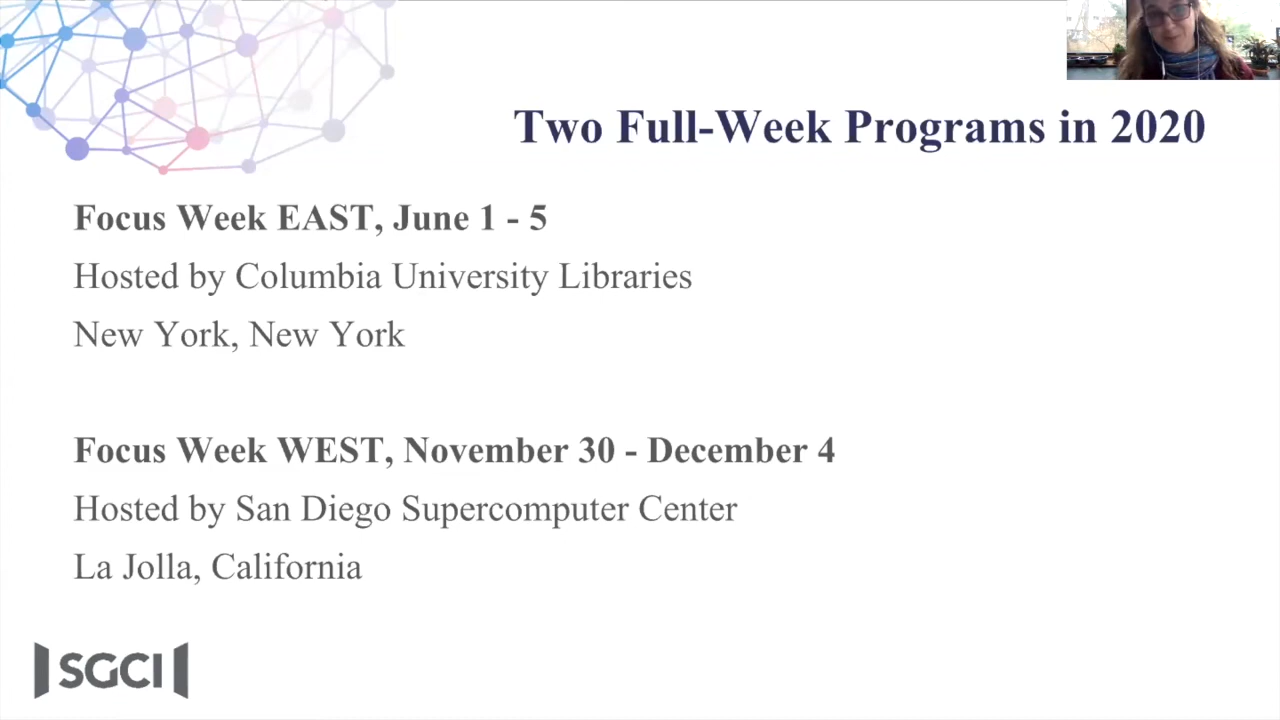 Two Full-Week Programs in 2020
Focus Week EAST, June 1 - 5
Hosted by Columbia University Libraries
New York, New York
Focus Week WEST, November 30 - December 4
Hosted by San Diego Supercomputer Center
La Jolla, California
SGCI